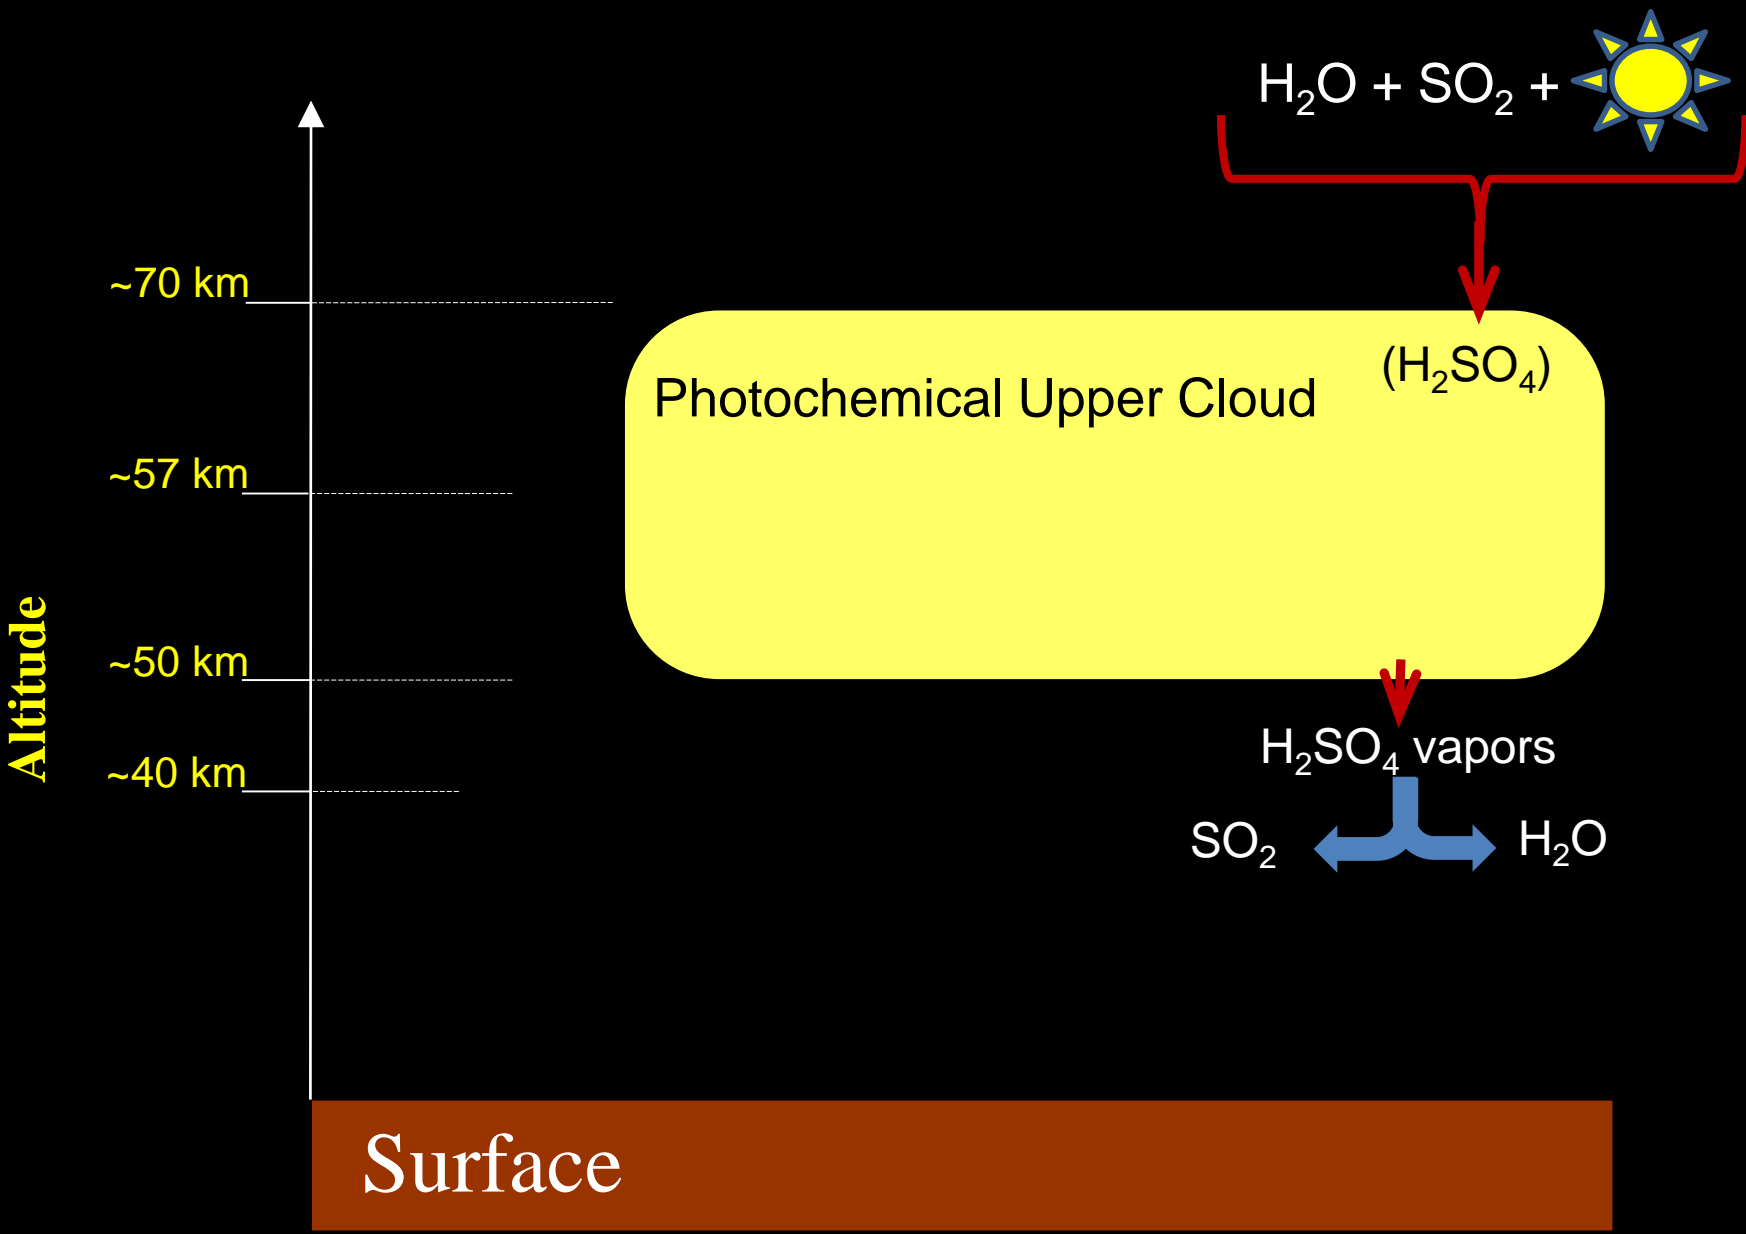 H₂O + SO₂ +
~70 km
(H₂SO₄)
Photochemical Upper Cloud
~57 km
Altitude
~50 km
H₂SO₄ vapors
~40 km
SO₂
H₂O
Surface